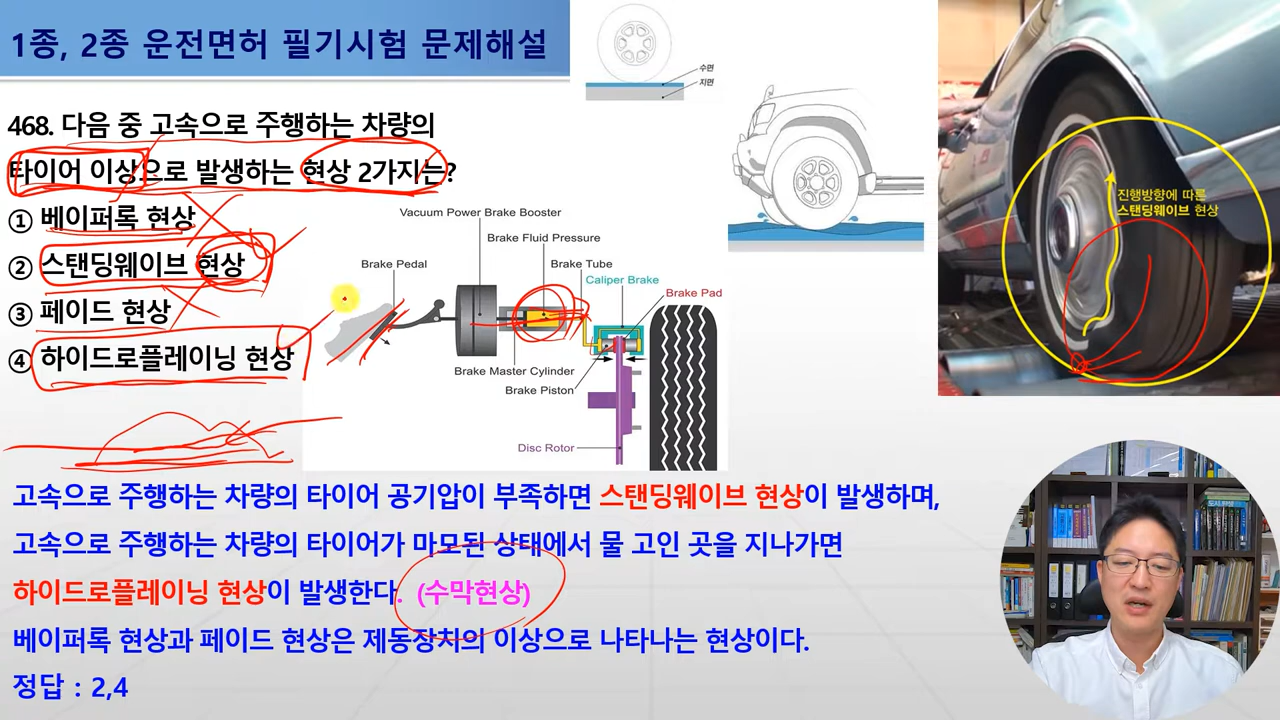 1종, 2종 운전면허 필기시험 문제해설
468. 다음 중 고속으로 주행하는 차량의
타이어 이상으로 발생하는 현상 2가지는?
① 베이퍼록 현상
② 스탠딩웨이브 현상
③ 페이드 현상
④ 하이드로플레이닝 현상
수면
지면
Vacuum Power Brake Booster
Brake Fluid Pressure
Brake Pedal
Brake Tube
Caliper Brake
Brake Pad
Brake Master Cylinder
Brake Piston
Disc Rotor
진행방향에 따른
스탠딩웨이브 현상
고속으로 주행하는 차량의 타이어 공기압이 부족하면 스탠딩웨이브 현상이 발생하며,
고속으로 주행하는 차량의 타이어가 마모된 상태에서 물 고인 곳을 지나가면
하이드로플레이닝 현상이 발생한다. (수막현상)
베이퍼록 현상과 페이드 현상은 제동장치의 이상으로 나타나는 현상이다.
정답 : 2,4